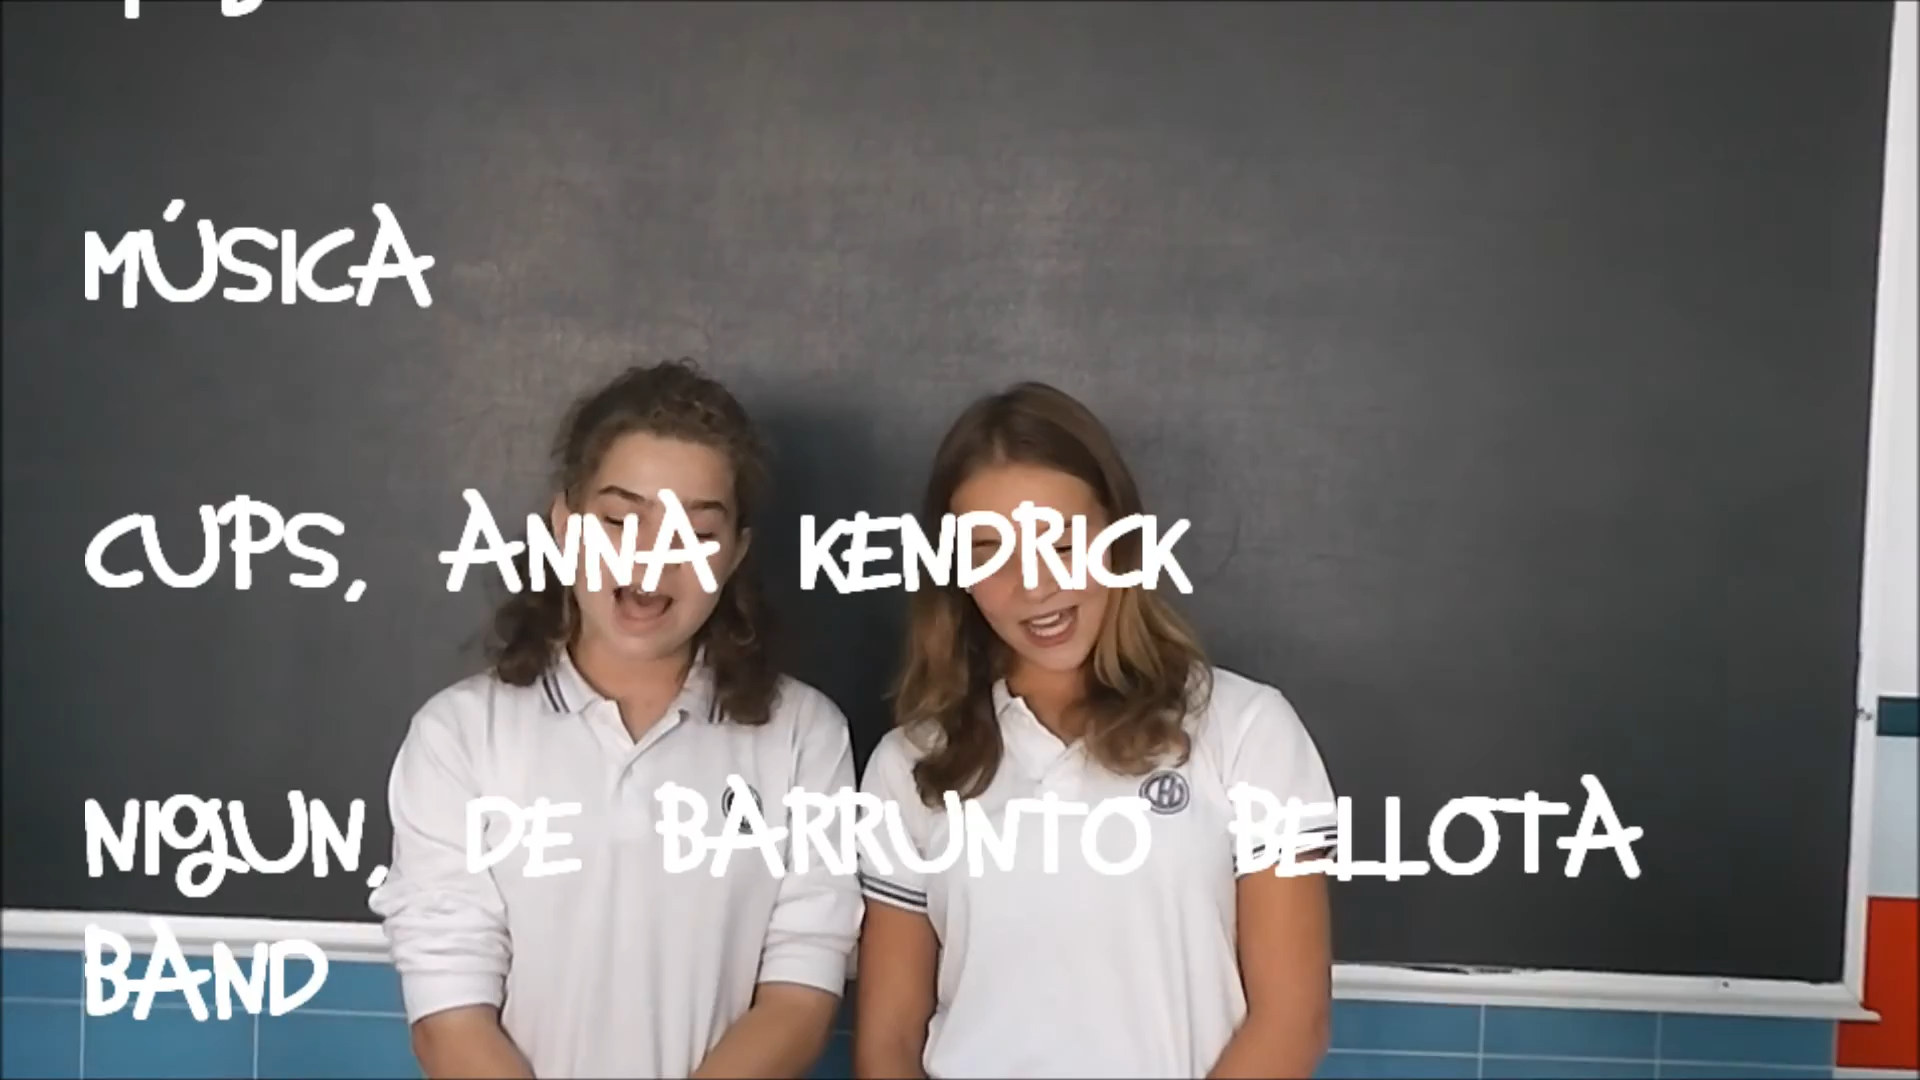 MÚSICA
CUPS, ANNA KENDRICK
NIGUN, DE BARRUNTO BELLOTA
BAND